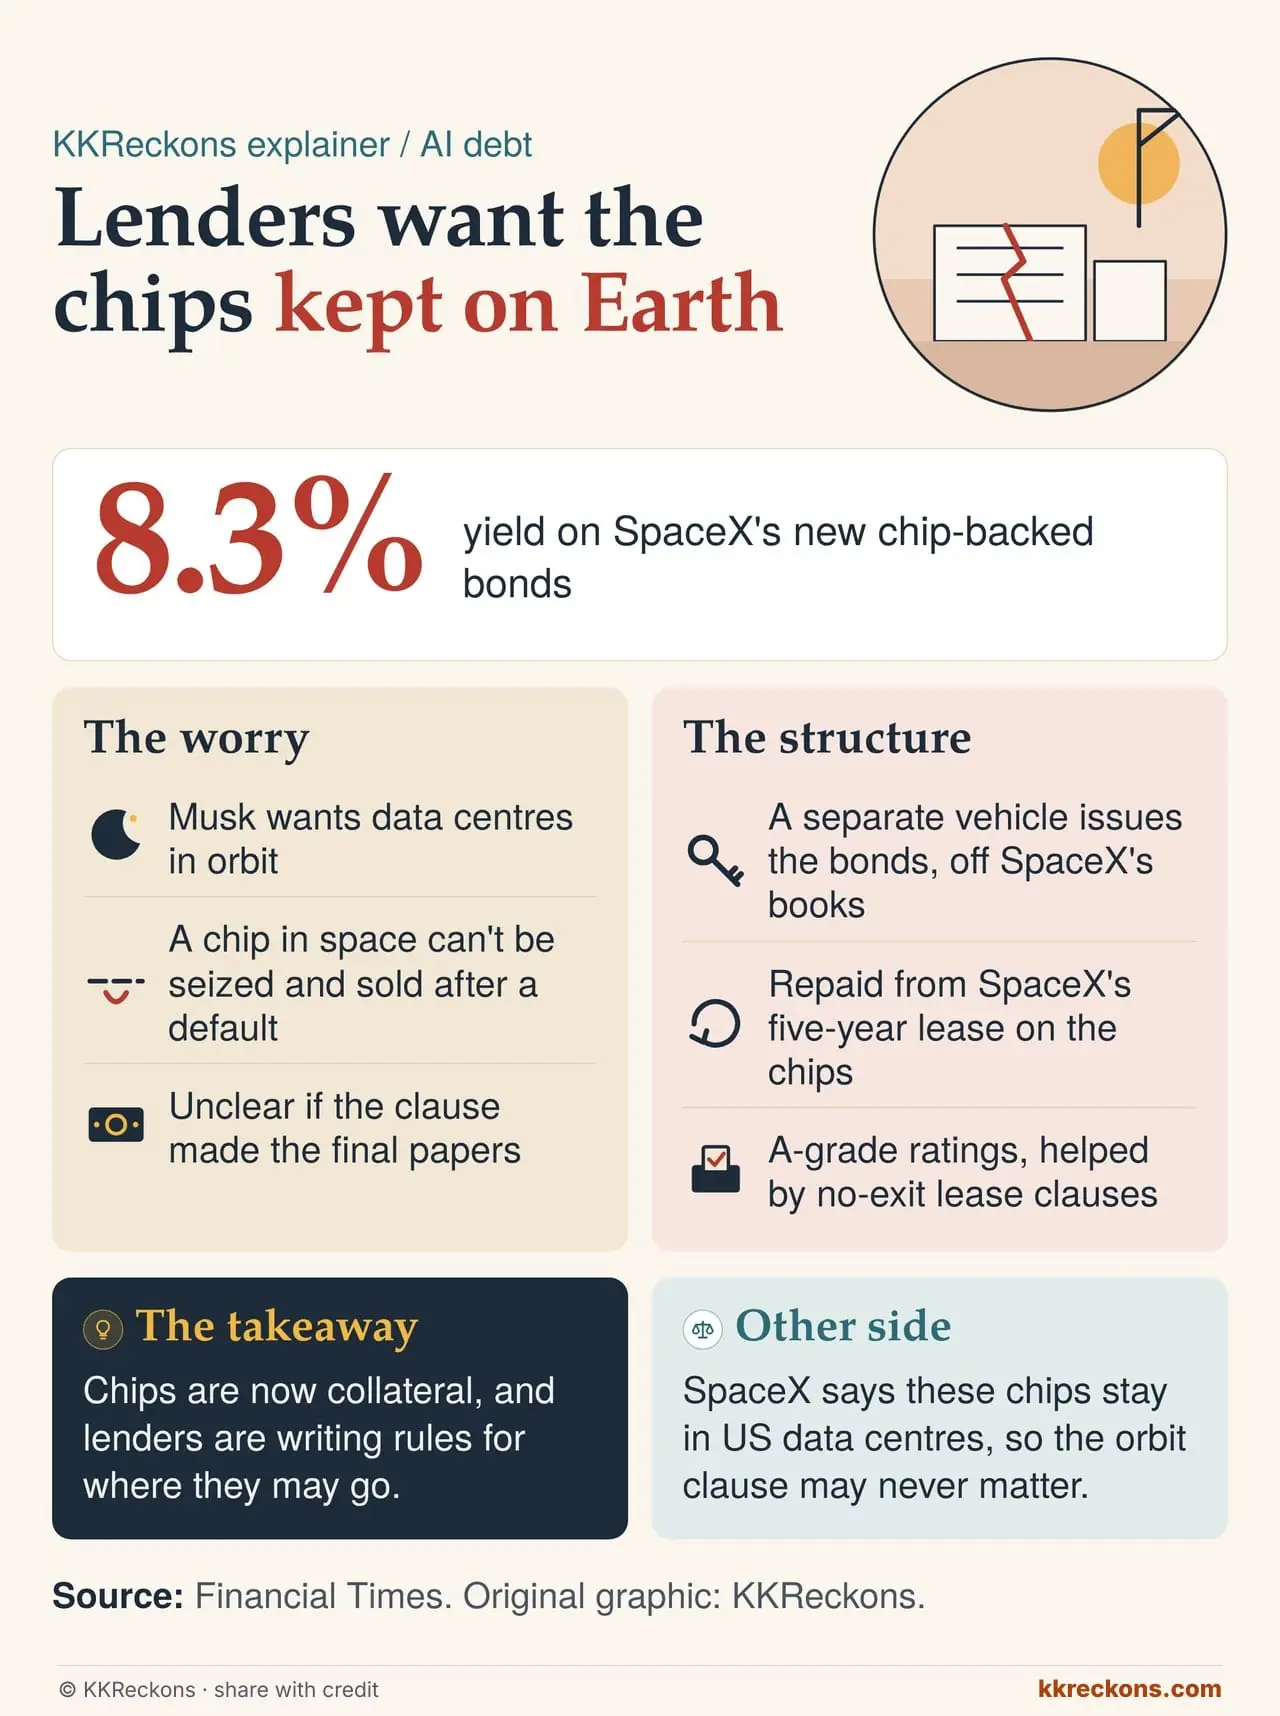 KKReckons explainer / AI debt
Lenders want the
chips kept on Earth
8.3%
yield on SpaceX's new chip-backed
bonds
The worry
Musk wants data centres
in orbit
A chip in space can't be
seized and sold after a
default
Unclear if the clause
made the final papers
The structure
A separate vehicle issues
the bonds, off SpaceX's
books
Repaid from SpaceX's
five-year lease on the
chips
A-grade ratings, helped
by no-exit lease clauses
The takeaway
Chips are now collateral, and
lenders are writing rules for
where they may go.
Other side
SpaceX says these chips stay
in US data centres, so the orbit
clause may never matter.
Source: Financial Times. Original graphic: KKReckons.
© KKReckons · share with credit
kkreckons.com